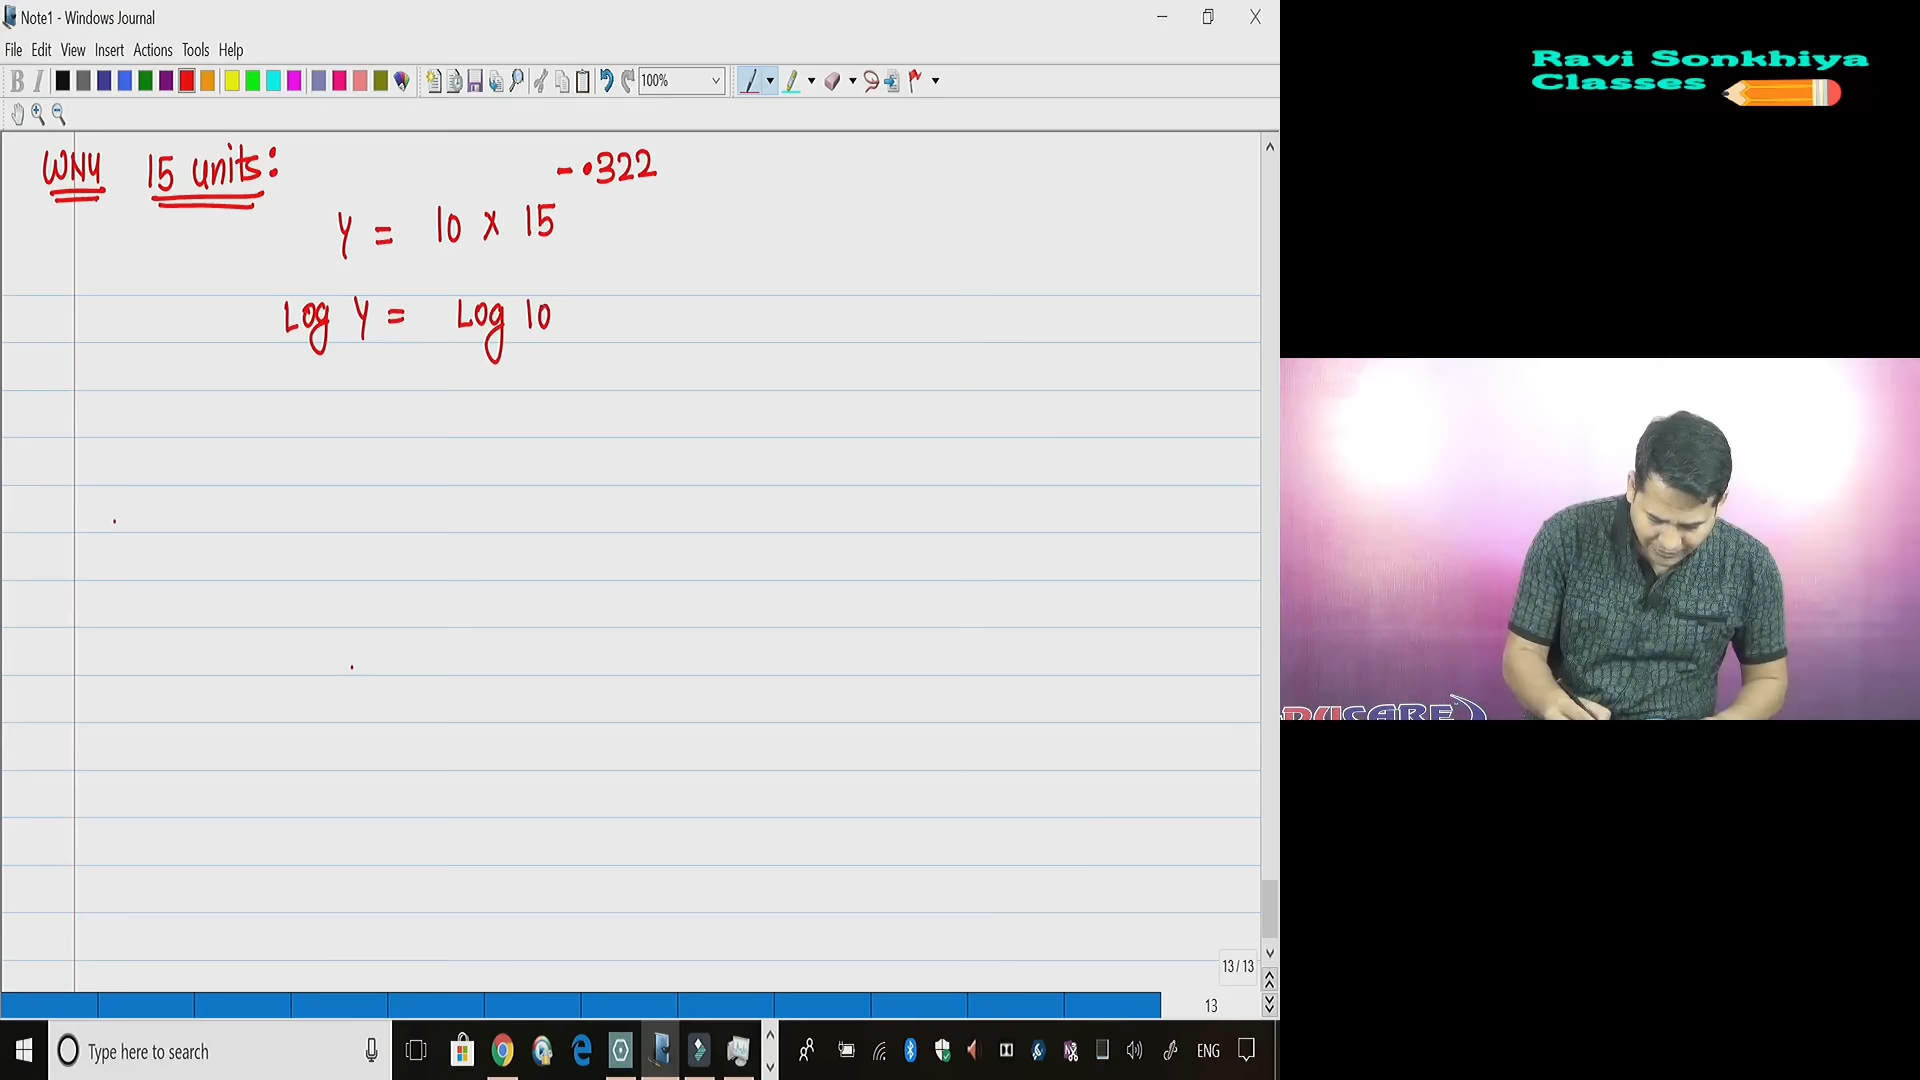 Note1 - Windows Journal
File Edit View Insert Actions Tools Help
B I 100%
WN4 15 units:
-.322
Y = 10 x 15
Log Y = Log 10
13 / 13
13
Type here to search
ENG
Ravi Sonkhiya
Classes